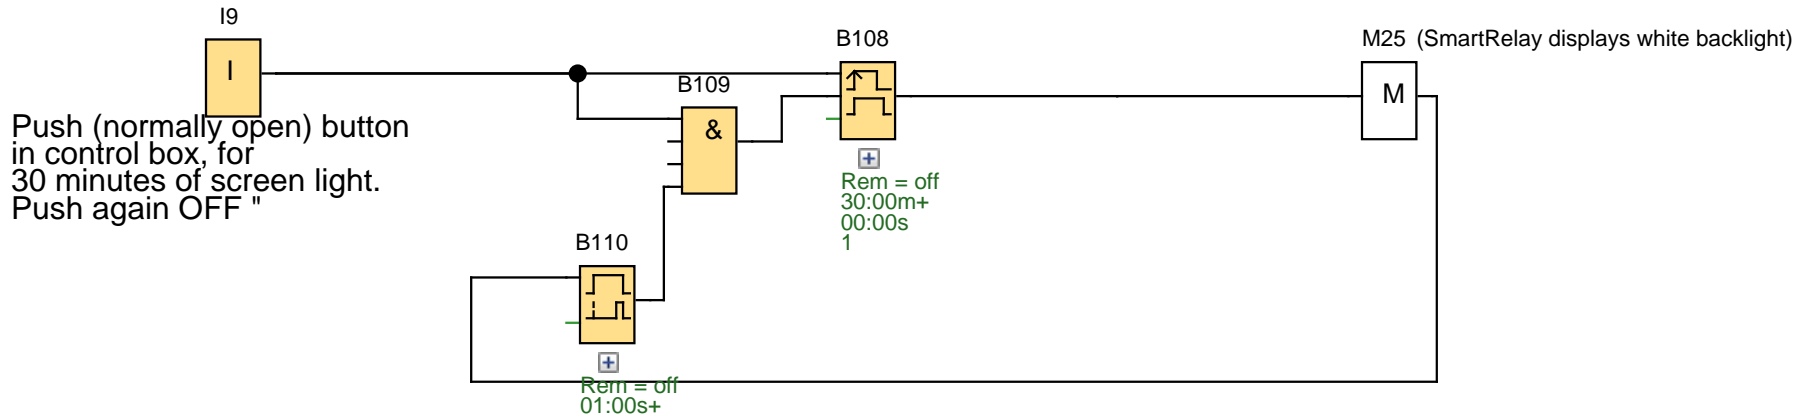 I9
I
Push (normally open) button
in control box, for
30 minutes of screen light.
Push again OFF "
B109
&
B110
Rem = off
01:00s+
B108
Rem = off
30:00m+
00:00s
1
M25 (SmartRelay displays white backlight)
M